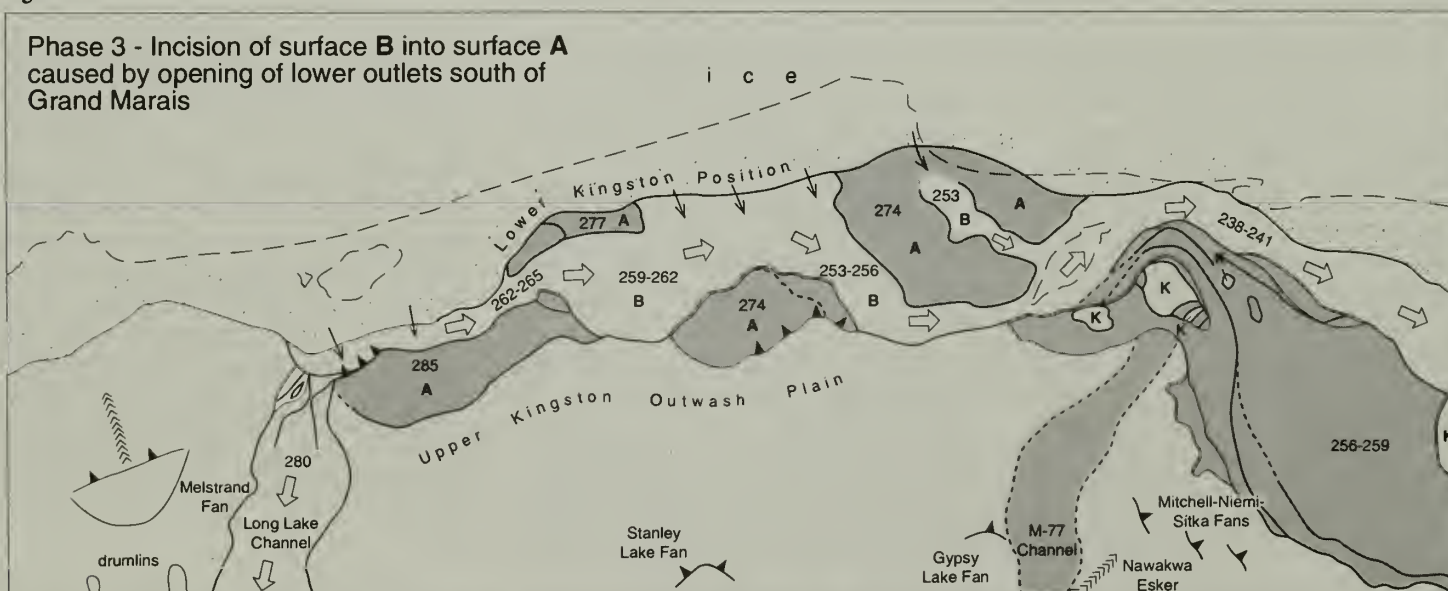 Phase 3 - Incision of surface B into surface A
caused by opening of lower outlets south of
Grand Marais
ice
Lower Kingston Position
277 A
274
A
253
B
A
238-241
262-265
259-262
B
253-256
B
274
A
K
K
K
285
A
Upper Kingston Outwash Plain
256-259
K
280
Melstrand
Fan
Long Lake
Channel
drumlins
Stanley
Lake Fan
Gypsy
Lake Fan
M-77
Channel
Mitchell-Niemi-
Sitka Fans
Nawakwa
Esker